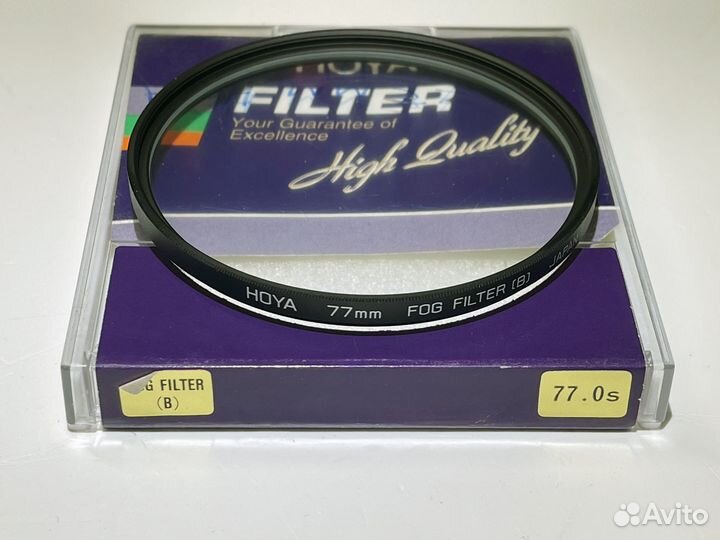 HOYA
FILTER
Your Guarantee of
Excellence
High Quality
HOYA 77mm FOG FILTER (B) JAPAN
G FILTER
(B)
77.0s
Avito